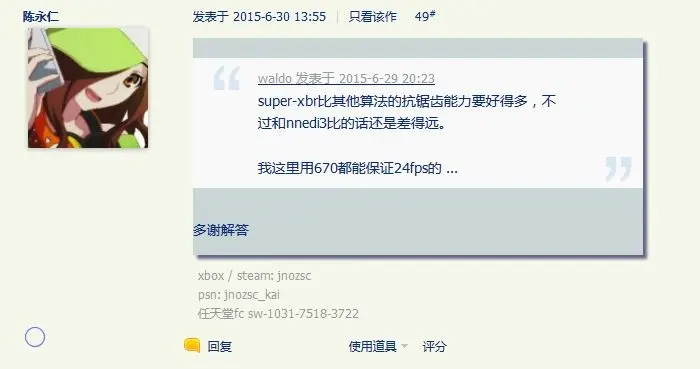 陈永仁
发表于 2015-6-30 13:55 | 只看该作 49#
waldo 发表于 2015-6-29 20:23
super-xbr比其他算法的抗锯齿能力要好得多，不
过和nnedi3比的话还是差得远。
我这里用670都能保证24fps的 ...
多谢解答
xbox / steam: jnozsc
psn: jnozsc_kai
任天堂fc sw-1031-7518-3722
回复 使用道具 评分